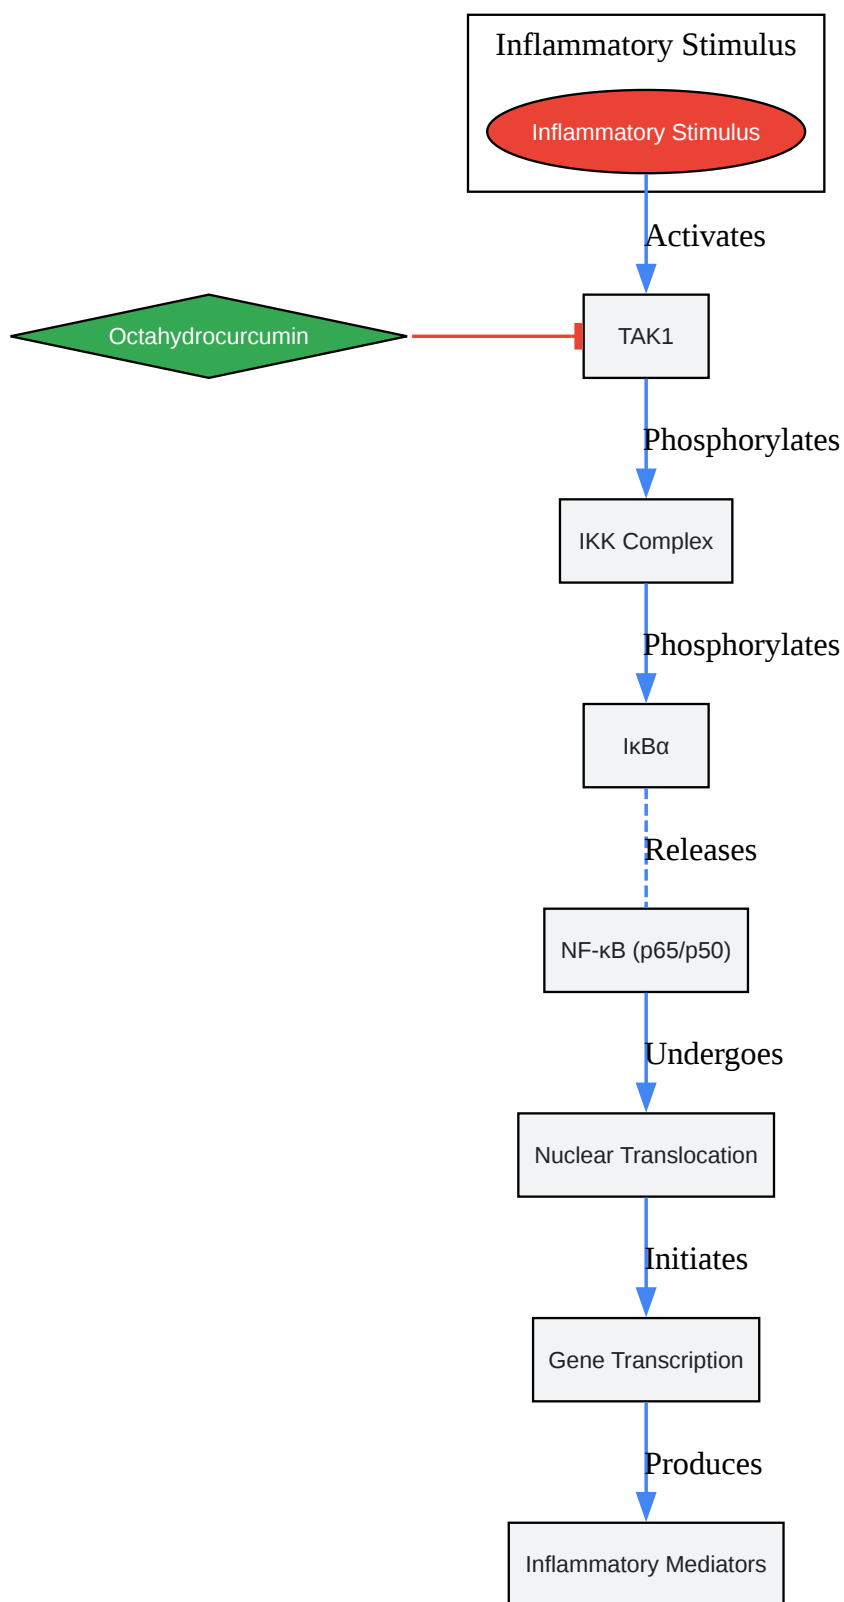 Inflammatory Stimulus
Inflammatory Stimulus
Activates
Octahydrocurcumin
TAK1
Phosphorylates
IKK Complex
Phosphorylates
IκBα
Releases
NF-κB (p65/p50)
Undergoes
Nuclear Translocation
Initiates
Gene Transcription
Produces
Inflammatory Mediators